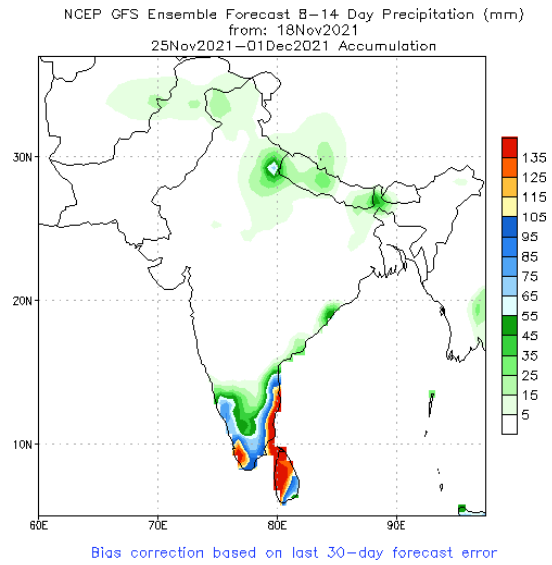 NCEP GFS Ensemble Forecast 8-14 Day Precipitation (mm)
from: 18Nov2021
25Nov2021-01Dec2021 Accumulation
30N
20N
10N
60E
70E
80E
90E
135
125
115
105
95
85
75
65
55
45
35
25
15
5
Bias correction based on last 30-day forecast error